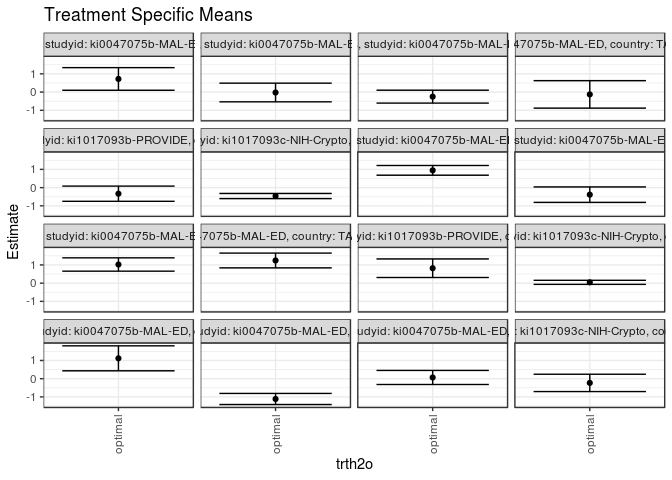 Treatment Specific Means
studyid: ki0047075b-MAL-E
studyid: ki0047075b-MAL-E
, studyid: ki0047075b-MAL-
47075b-MAL-ED, country: TA
1
0
-1
dyid: ki1017093b-PROVIDE,
yid: ki1017093c-NIH-Crypto,
studyid: ki0047075b-MAL-E
studyid: ki0047075b-MAL-E
1
0
-1
studyid: ki0047075b-MAL-E
7075b-MAL-ED, country: TA
yid: ki1017093b-PROVIDE,
id: ki1017093c-NIH-Crypto,
1
0
-1
udyid: ki0047075b-MAL-ED,
udyid: ki0047075b-MAL-ED,
udyid: ki0047075b-MAL-ED,
: ki1017093c-NIH-Crypto, co
1
0
-1
optimal
optimal
optimal
optimal
Estimate
trth2o